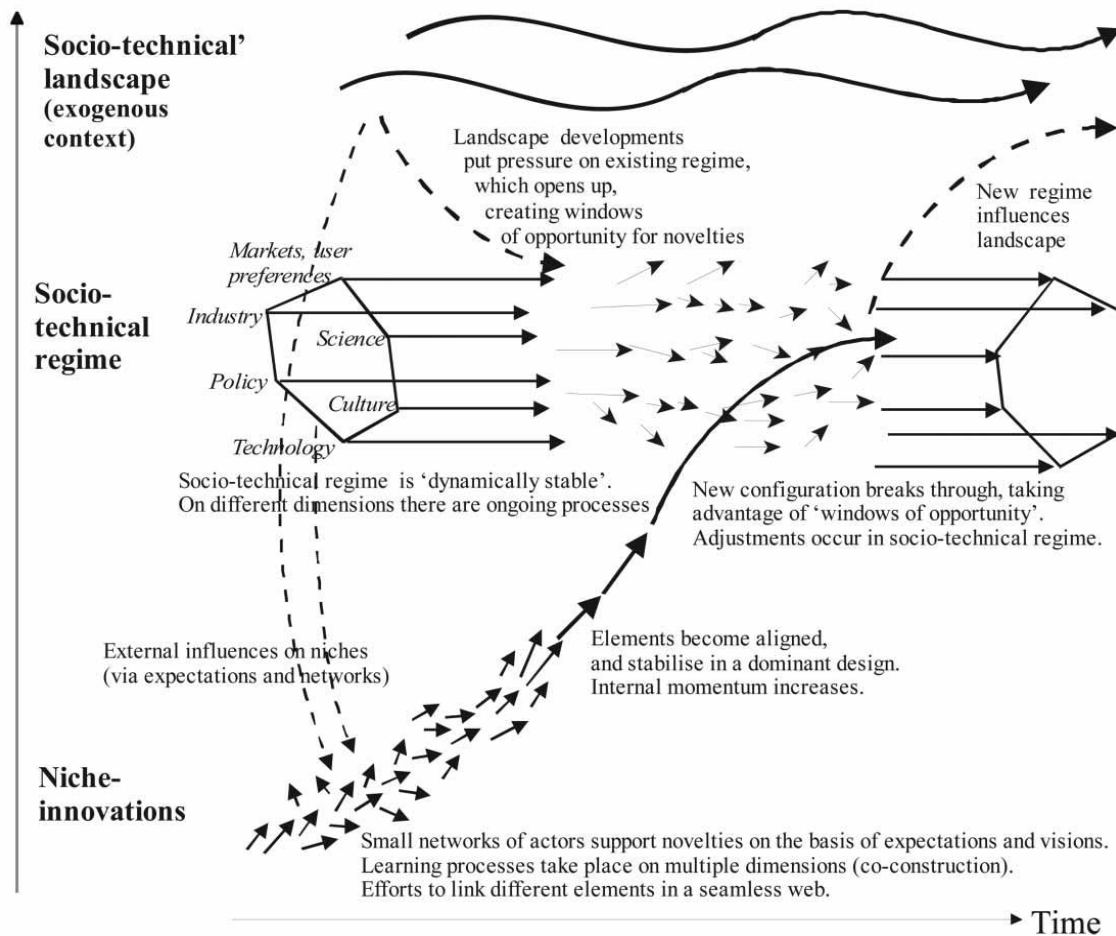 Socio-technical’
landscape
(exogenous
context)
Landscape developments
put pressure on existing regime,
which opens up,
creating windows
of opportunity for novelties
New regime
influences
landscape
Markets, user
preferences
Socio-
technical
regime
Industry
Science
Policy
Culture
Technology
Socio-technical regime is ‘dynamically stable’.
On different dimensions there are ongoing processes
New configuration breaks through, taking
advantage of ‘windows of opportunity’.
Adjustments occur in socio-technical regime.
External influences on niches
(via expectations and networks)
Elements become aligned,
and stabilise in a dominant design.
Internal momentum increases.
Niche-
innovations
Small networks of actors support novelties on the basis of expectations and visions.
Learning processes take place on multiple dimensions (co-construction).
Efforts to link different elements in a seamless web.
Time